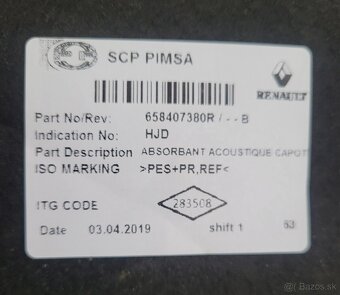 SCP PIMSA
RENAULT
Part No/Rev: 658407380R / - - B
Indication No: HJD
Part Description ABSORBANT ACOUSTIQUE CAPOT
ISO MARKING >PES+PR,REF<
ITG CODE 283508
Date 03.04.2019 shift 1 63
Bazos.sk